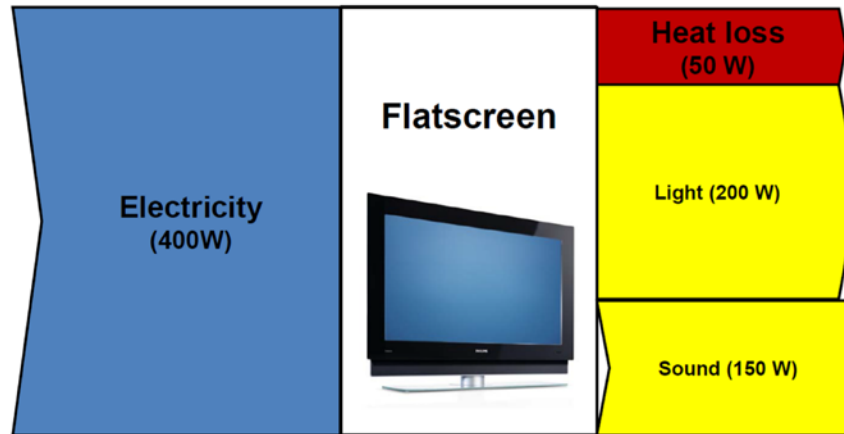 Electricity
(400W)
Flatscreen
Heat loss
(50 W)
Light (200 W)
Sound (150 W)